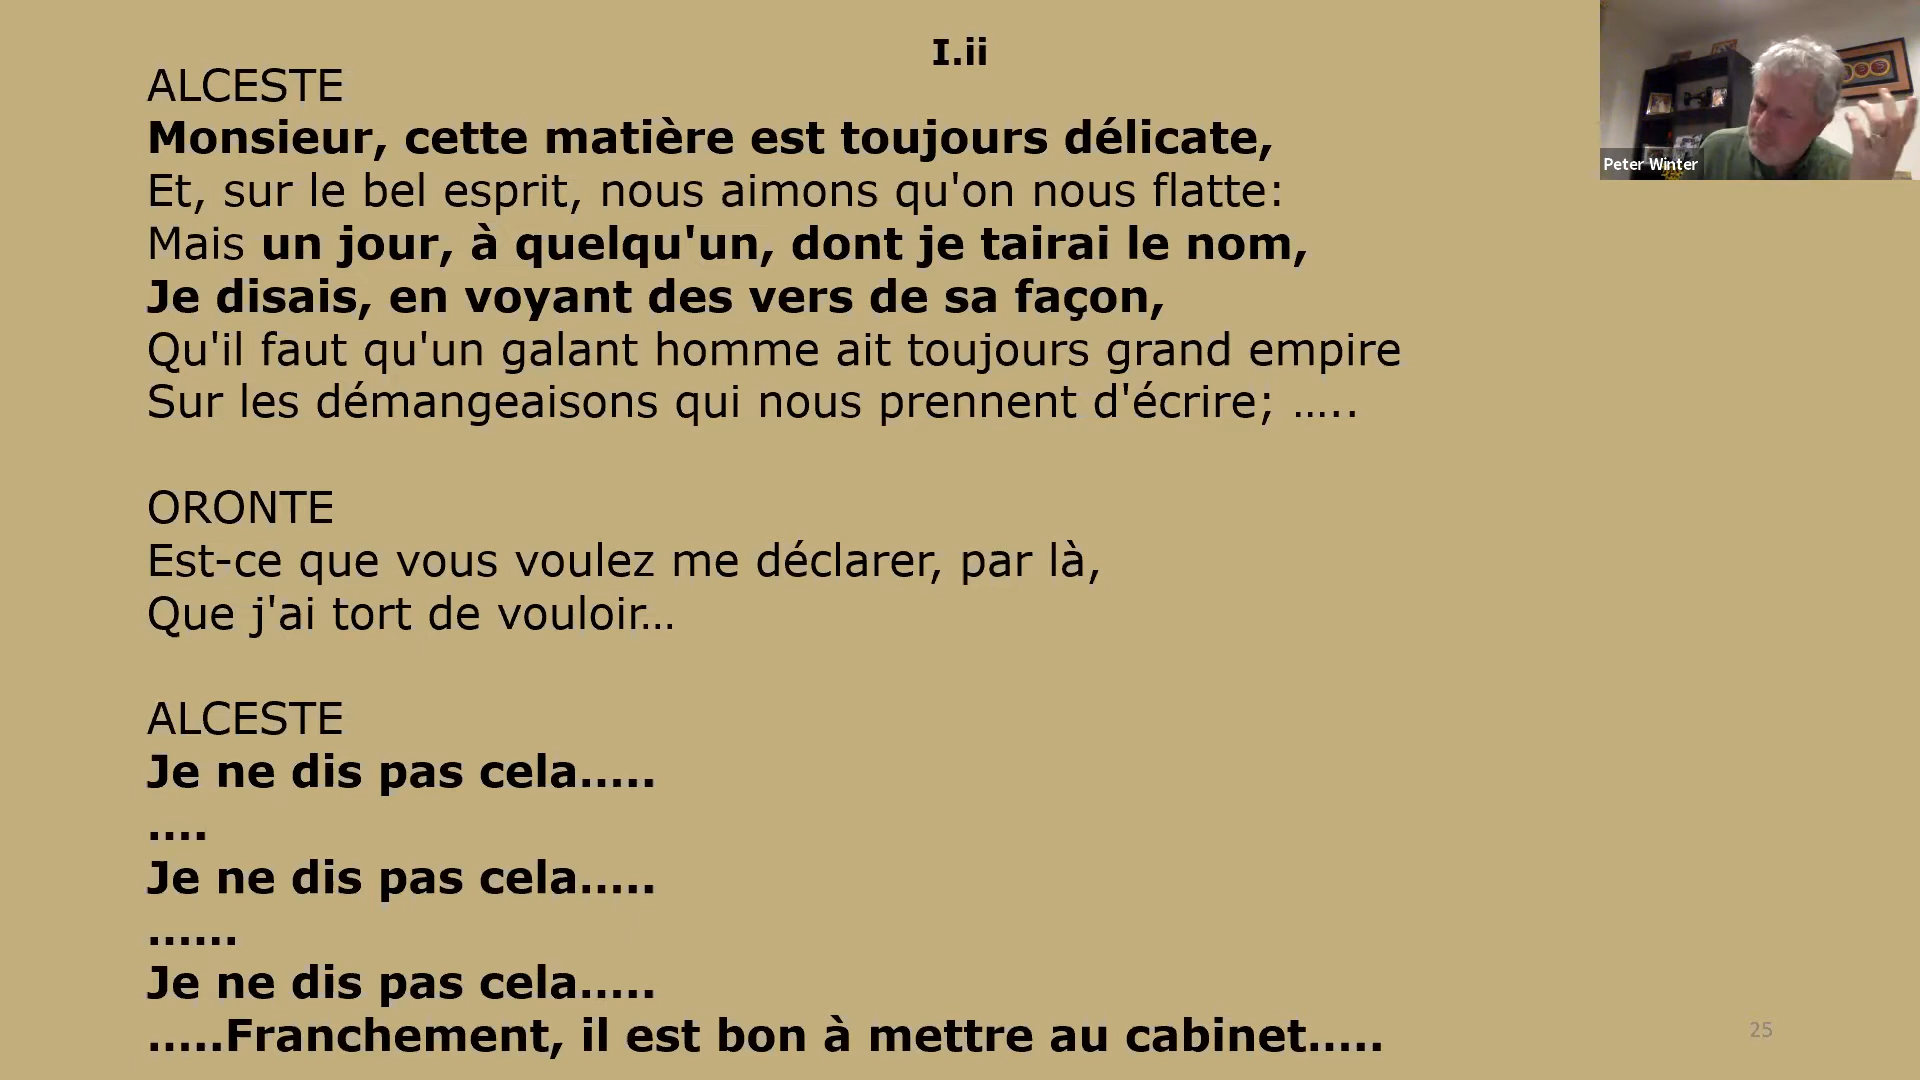 I.ii
ALCESTE
Monsieur, cette matière est toujours délicate,
Et, sur le bel esprit, nous aimons qu'on nous flatte:
Mais un jour, à quelqu'un, dont je tairai le nom,
Je disais, en voyant des vers de sa façon,
Qu'il faut qu'un galant homme ait toujours grand empire
Sur les démangeaisons qui nous prennent d'écrire; …..
ORONTE
Est-ce que vous voulez me déclarer, par là,
Que j'ai tort de vouloir…
ALCESTE
Je ne dis pas cela…..
….
Je ne dis pas cela…..
……
Je ne dis pas cela…..
…..Franchement, il est bon à mettre au cabinet…..
25
Peter Winter